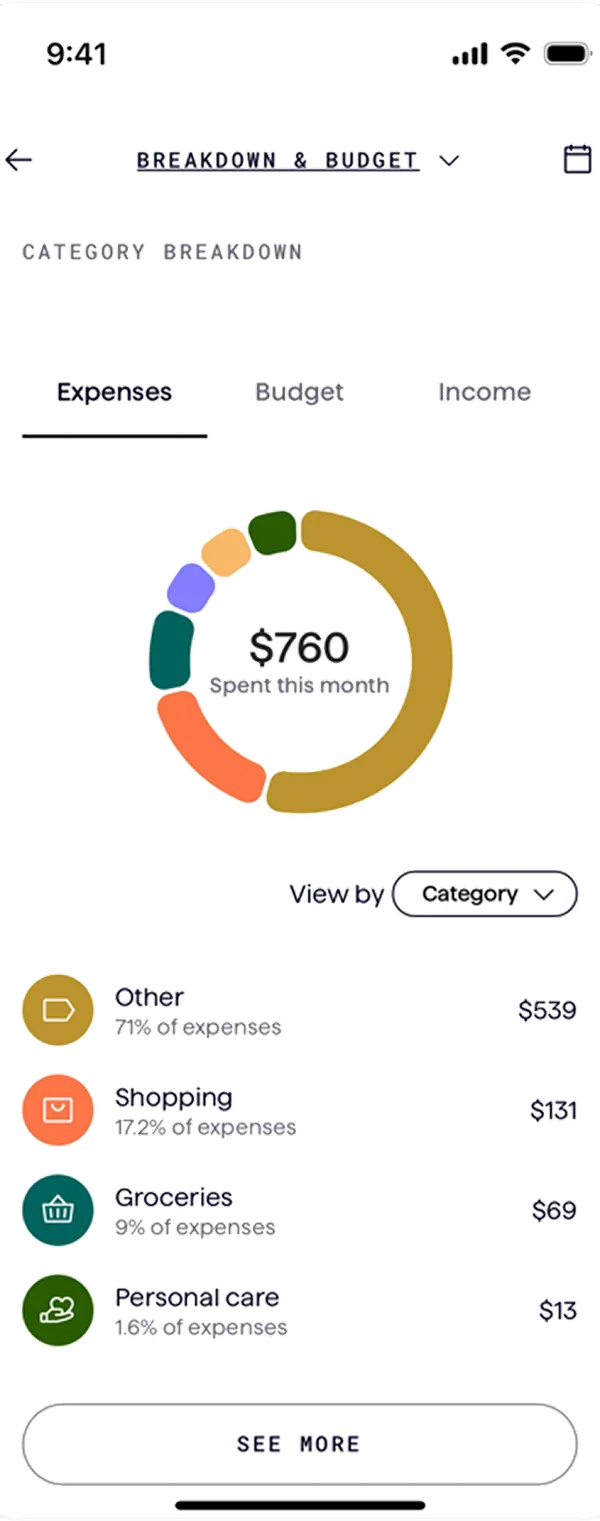 9:41
BREAKDOWN & BUDGET
CATEGORY BREAKDOWN
Expenses Budget Income
$760
Spent this month
View by Category
Other $539
71% of expenses
Shopping $131
17.2% of expenses
Groceries $69
9% of expenses
Personal care $13
1.6% of expenses
SEE MORE